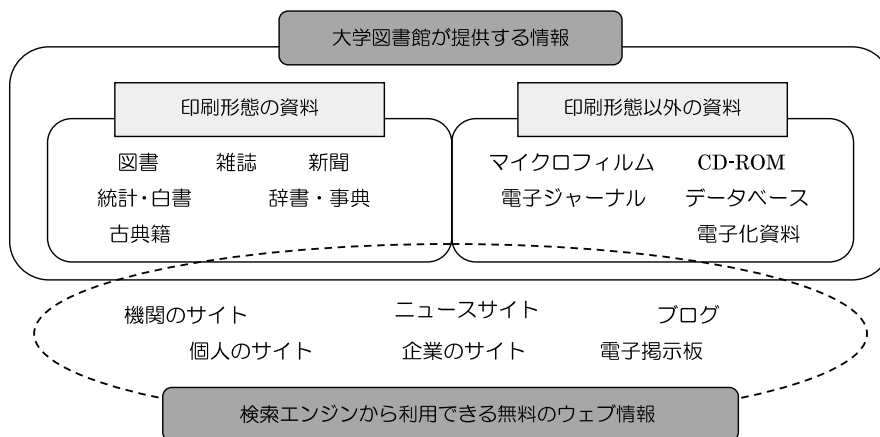 大学図書館が提供する情報
印刷形態の資料
図書 雑誌 新聞
統計・白書 辞書・事典
古典籍
印刷形態以外の資料
マイクロフィルム CD-ROM
電子ジャーナル データベース
電子化資料
機関のサイト ニュースサイト ブログ
個人のサイト 企業のサイト 電子掲示板
検索エンジンから利用できる無料のウェブ情報